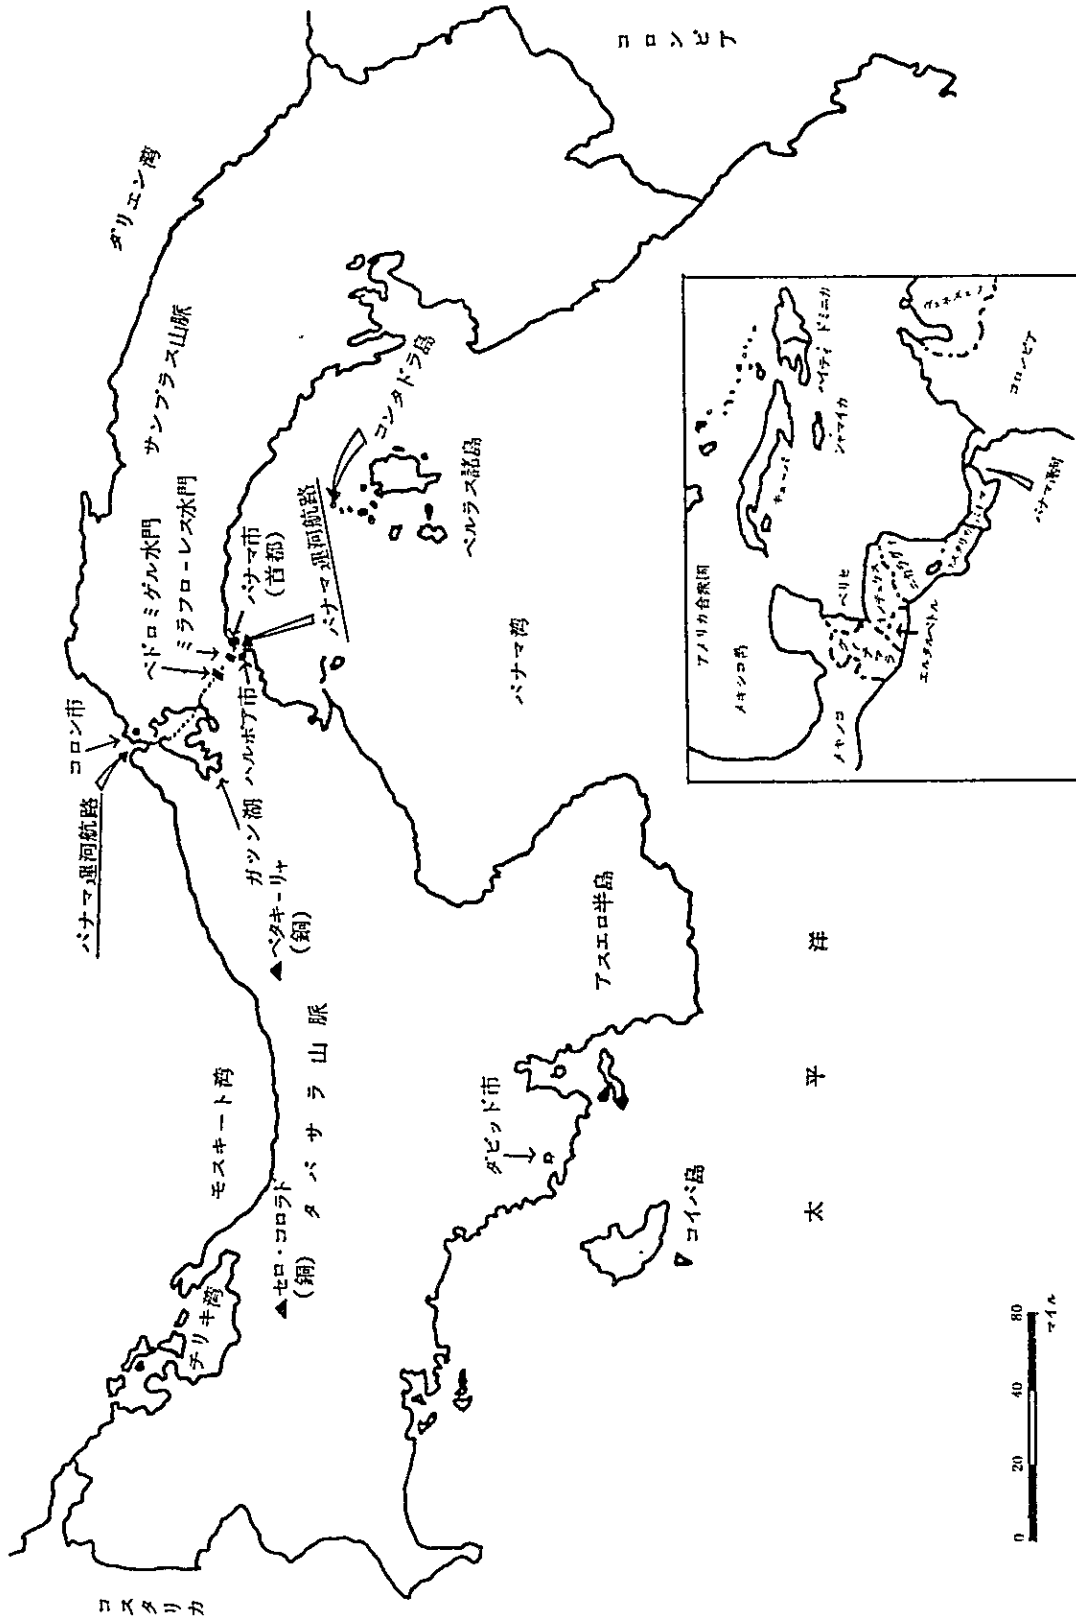 コスタリカ
コロンビア
ダリエン湾
サンブラス山脈
コロン市
パナマ運河航路
ペドロミゲル水門
ミラフローレス水門
パナマ市
(首都)
パナマ運河航路
コンタドラ島
ペルラス諸島
パナマ湾
ガツン湖
バルボア市
ペタキーリャ
(銅)
モスキート湾
タバサラ山脈
セロ・コロラド
(銅)
チリキ湾
アスエロ半島
ダビッド市
コイバ島
太平洋
0 20 40 80
マイル
アメリカ合衆国
メキシコ湾
メキシコ
ベリセ
エルサルバトル
キューバ
ジャマイカ
ハイティ
ドミニカ
コロンビア
パナマ運河